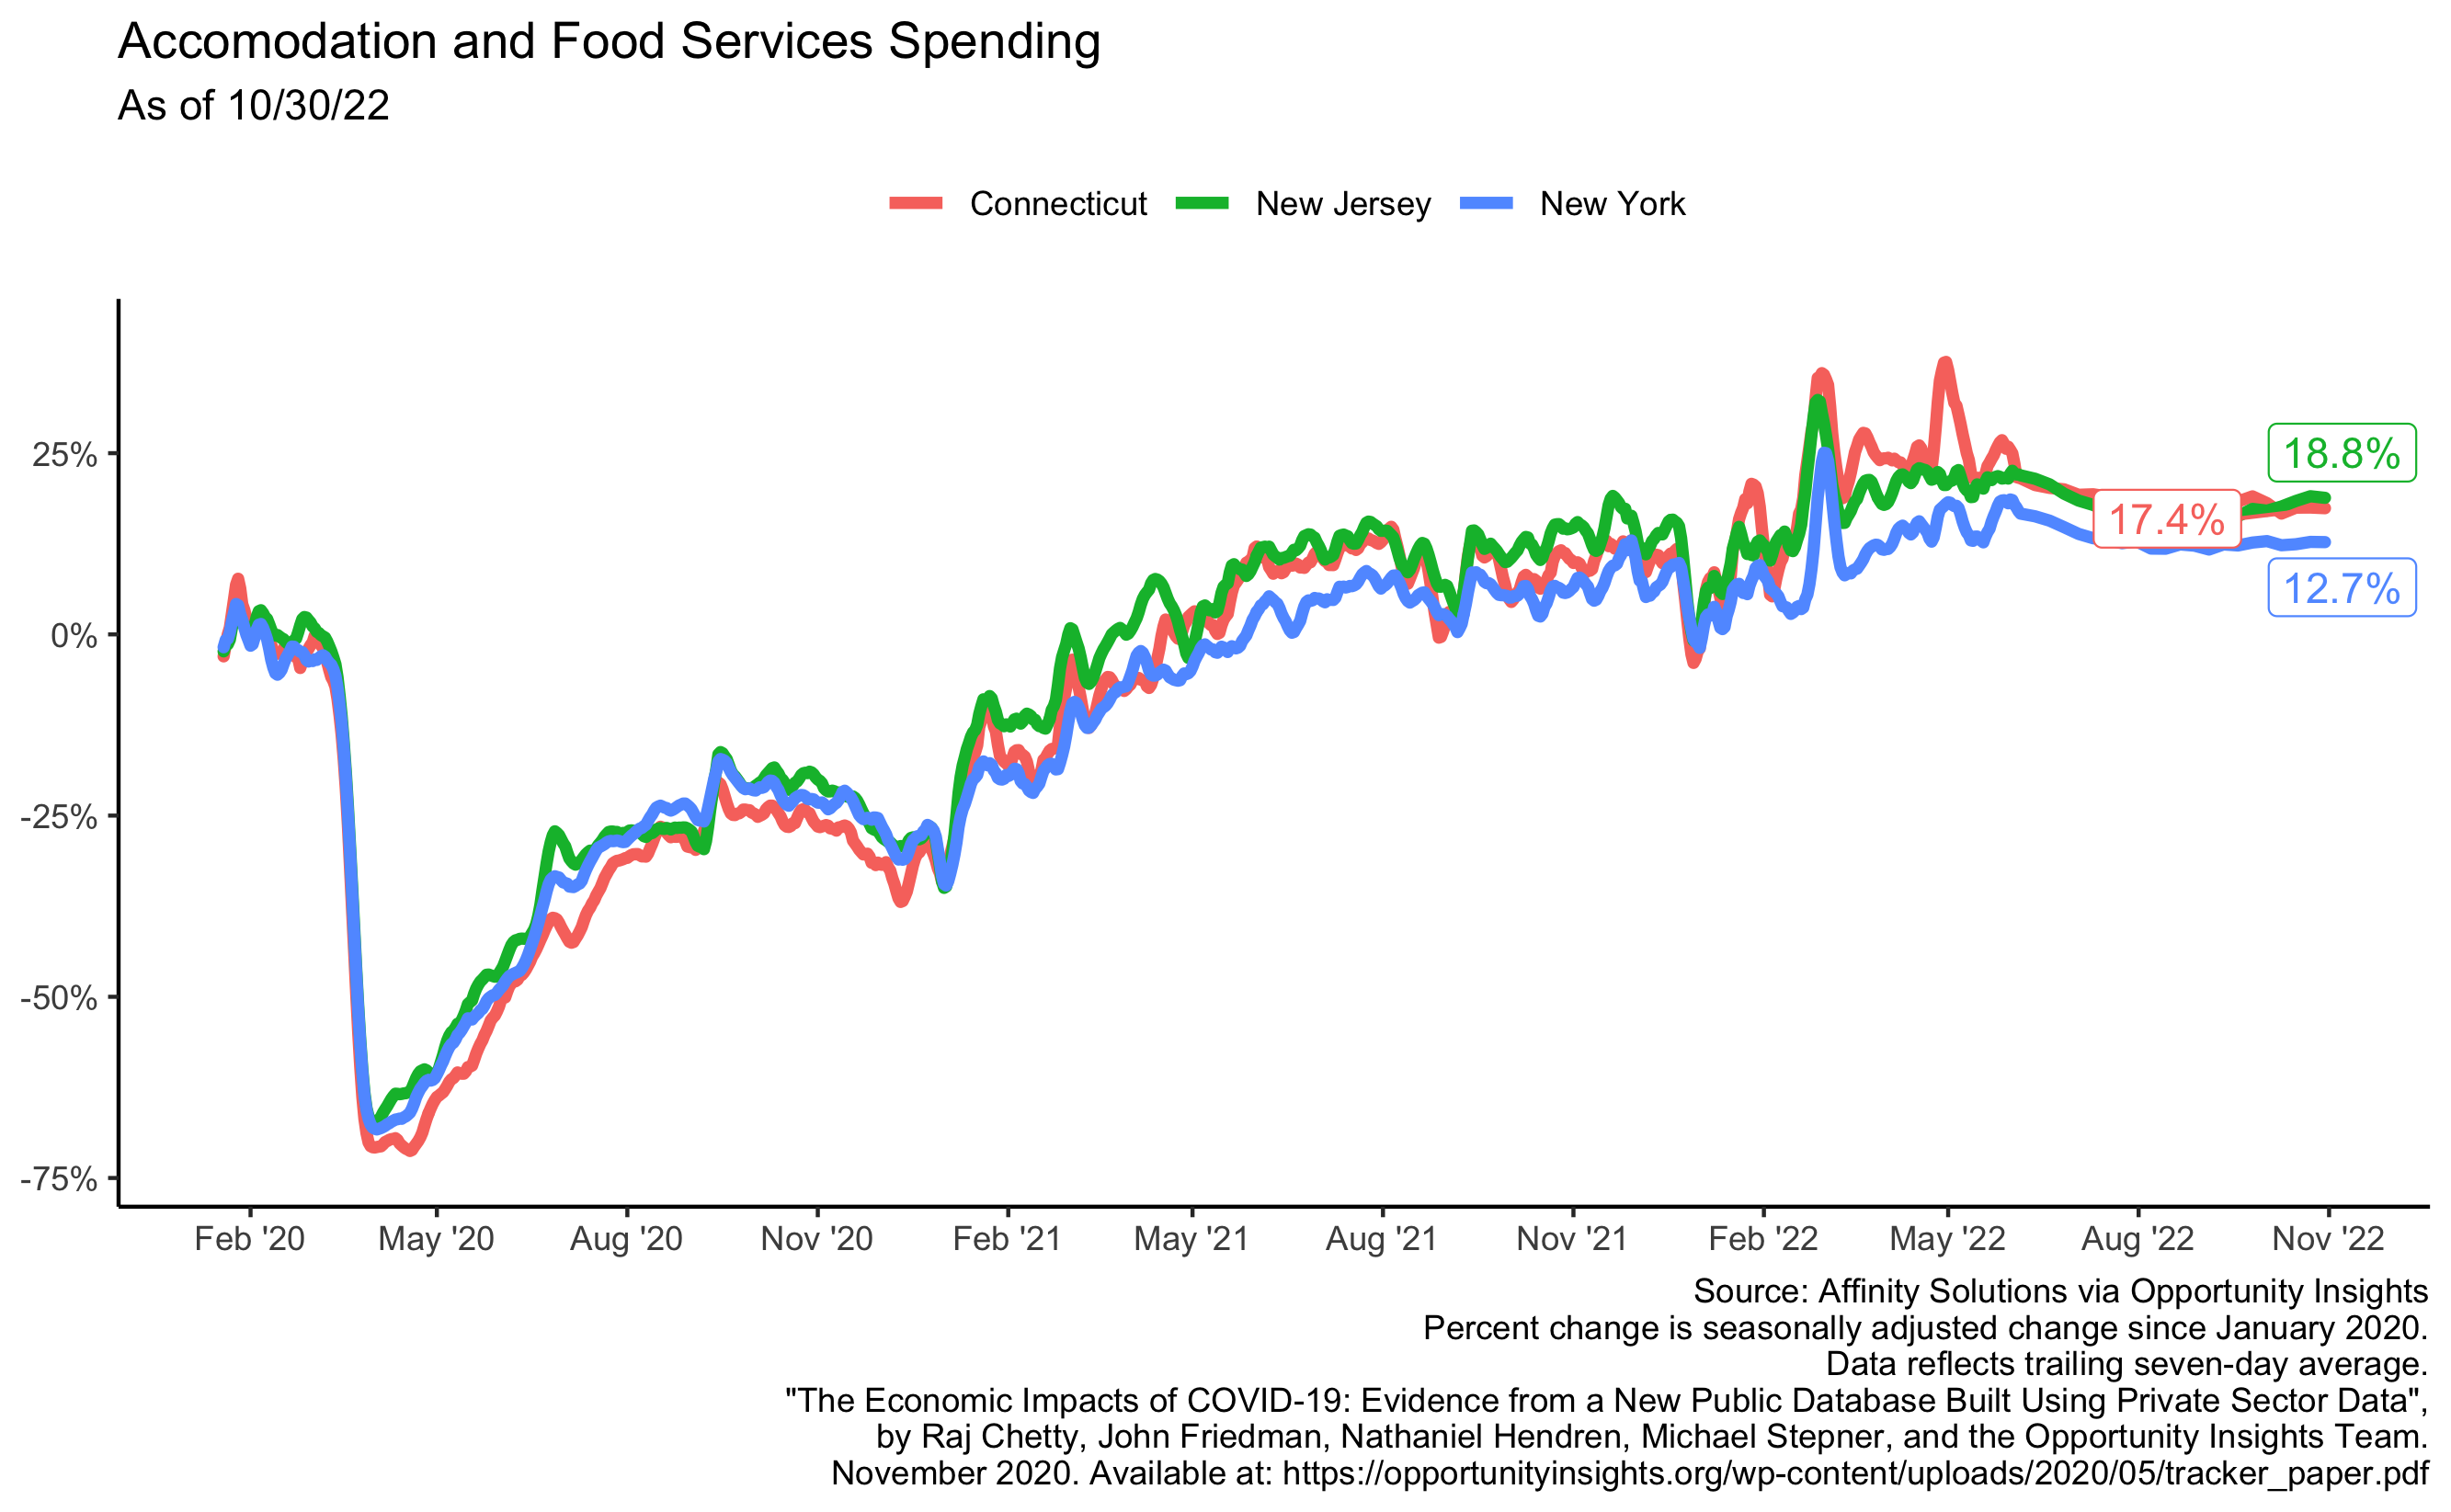 Accomodation and Food Services Spending
As of 10/30/22
Connecticut New Jersey New York
25%
0%
-25%
-50%
-75%
18.8%
17.4%
12.7%
Feb '20 May '20 Aug '20 Nov '20 Feb '21 May '21 Aug '21 Nov '21 Feb '22 May '22 Aug '22 Nov '22
Source: Affinity Solutions via Opportunity Insights
Percent change is seasonally adjusted change since January 2020.
Data reflects trailing seven-day average.
"The Economic Impacts of COVID-19: Evidence from a New Public Database Built Using Private Sector Data",
by Raj Chetty, John Friedman, Nathaniel Hendren, Michael Stepner, and the Opportunity Insights Team.
November 2020. Available at: https://opportunityinsights.org/wp-content/uploads/2020/05/tracker_paper.pdf